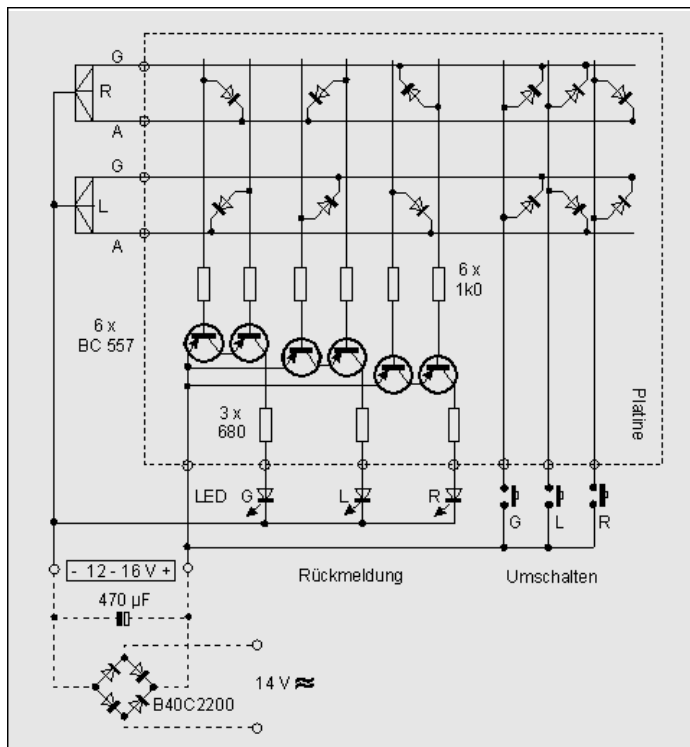 G
R
A
G
L
A
6 x
1k0
6 x
BC 557
3 x
680
Platine
LED G
L
R
G
L
R
- 12 - 16 V +
Rückmeldung
Umschalten
470 µF
14 V ≈
B40C2200